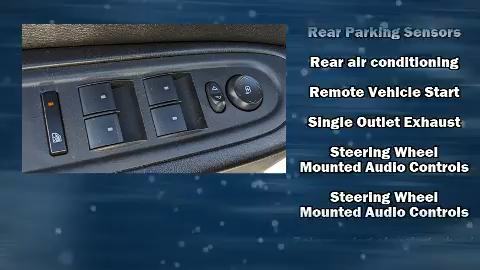 Rear Parking Sensors
Rear air conditioning
Remote Vehicle Start
Single Outlet Exhaust
Steering Wheel
Mounted Audio Controls
Steering Wheel
Mounted Audio Controls